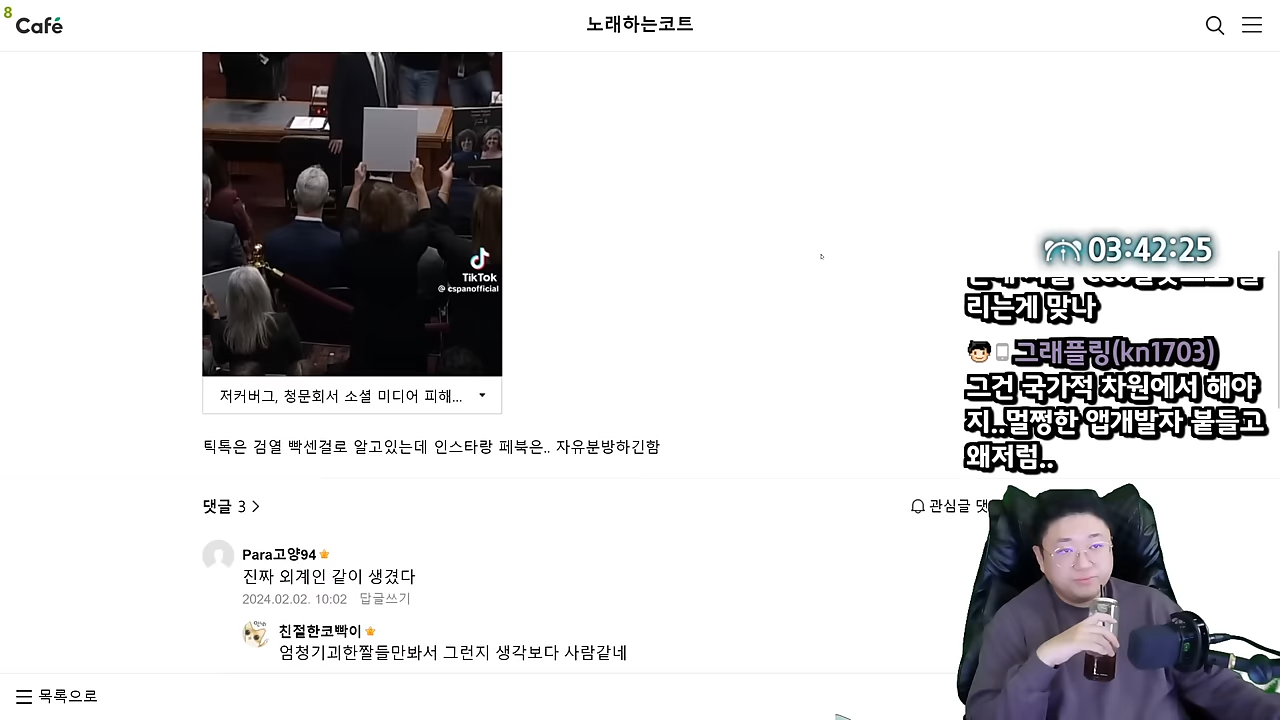 8
Café
노래하는코트
TikTok
@ cspanofficial
저커버그, 청문회서 소셜 미디어 피해...
틱톡은 검열 빡센걸로 알고있는데 인스타랑 페북은.. 자유분방하긴함
댓글 3
관심글 댓
Para고양94
진짜 외계인 같이 생겼다
2024.02.02. 10:02 답글쓰기
친절한코빡이
엄청기괴한짤들만봐서 그런지 생각보다 사람같네
목록으로
03:42:25
리는게 맞나
그래플링(kn1703)
그건 국가적 차원에서 해야
지..멀쩡한 앱개발자 붙들고
왜저럼..